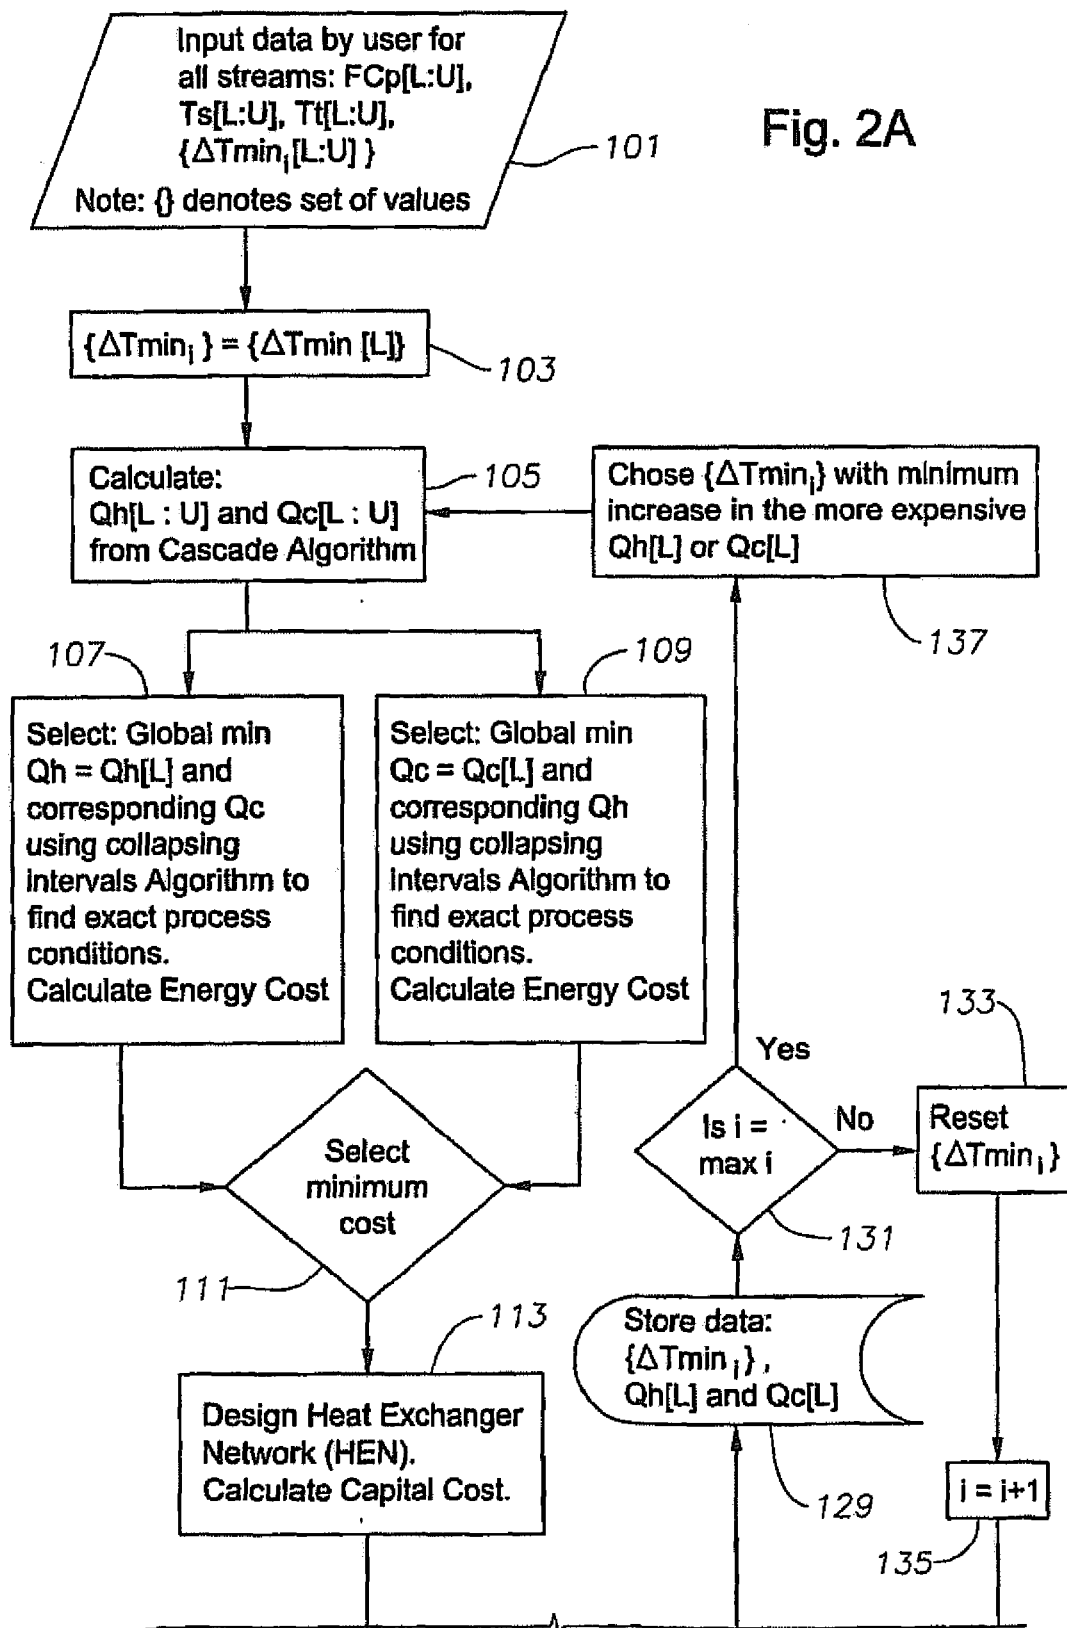 Input data by user for
all streams: FCp[L:U],
Ts[L:U], Tt[L:U],
{ΔTminᵢ[L:U] }
Note: {} denotes set of values
101
Fig. 2A
{ΔTminᵢ } = {ΔTmin [L]}
103
Calculate:
Qh[L : U] and Qc[L : U]
from Cascade Algorithm
105
Chose {ΔTminᵢ} with minimum
increase in the more expensive
Qh[L] or Qc[L]
137
107
Select: Global min
Qh = Qh[L] and
corresponding Qc
using collapsing
Intervals Algorithm to
find exact process
conditions.
Calculate Energy Cost
109
Select: Global min
Qc = Qc[L] and
corresponding Qh
using collapsing
Intervals Algorithm to
find exact process
conditions.
Calculate Energy Cost
Select
minimum
cost
111
113
Design Heat Exchanger
Network (HEN).
Calculate Capital Cost.
Yes
Is i =
max i
No
131
133
Reset
{ΔTminᵢ}
Store data:
{ΔTminᵢ} ,
Qh[L] and Qc[L]
129
i = i+1
135